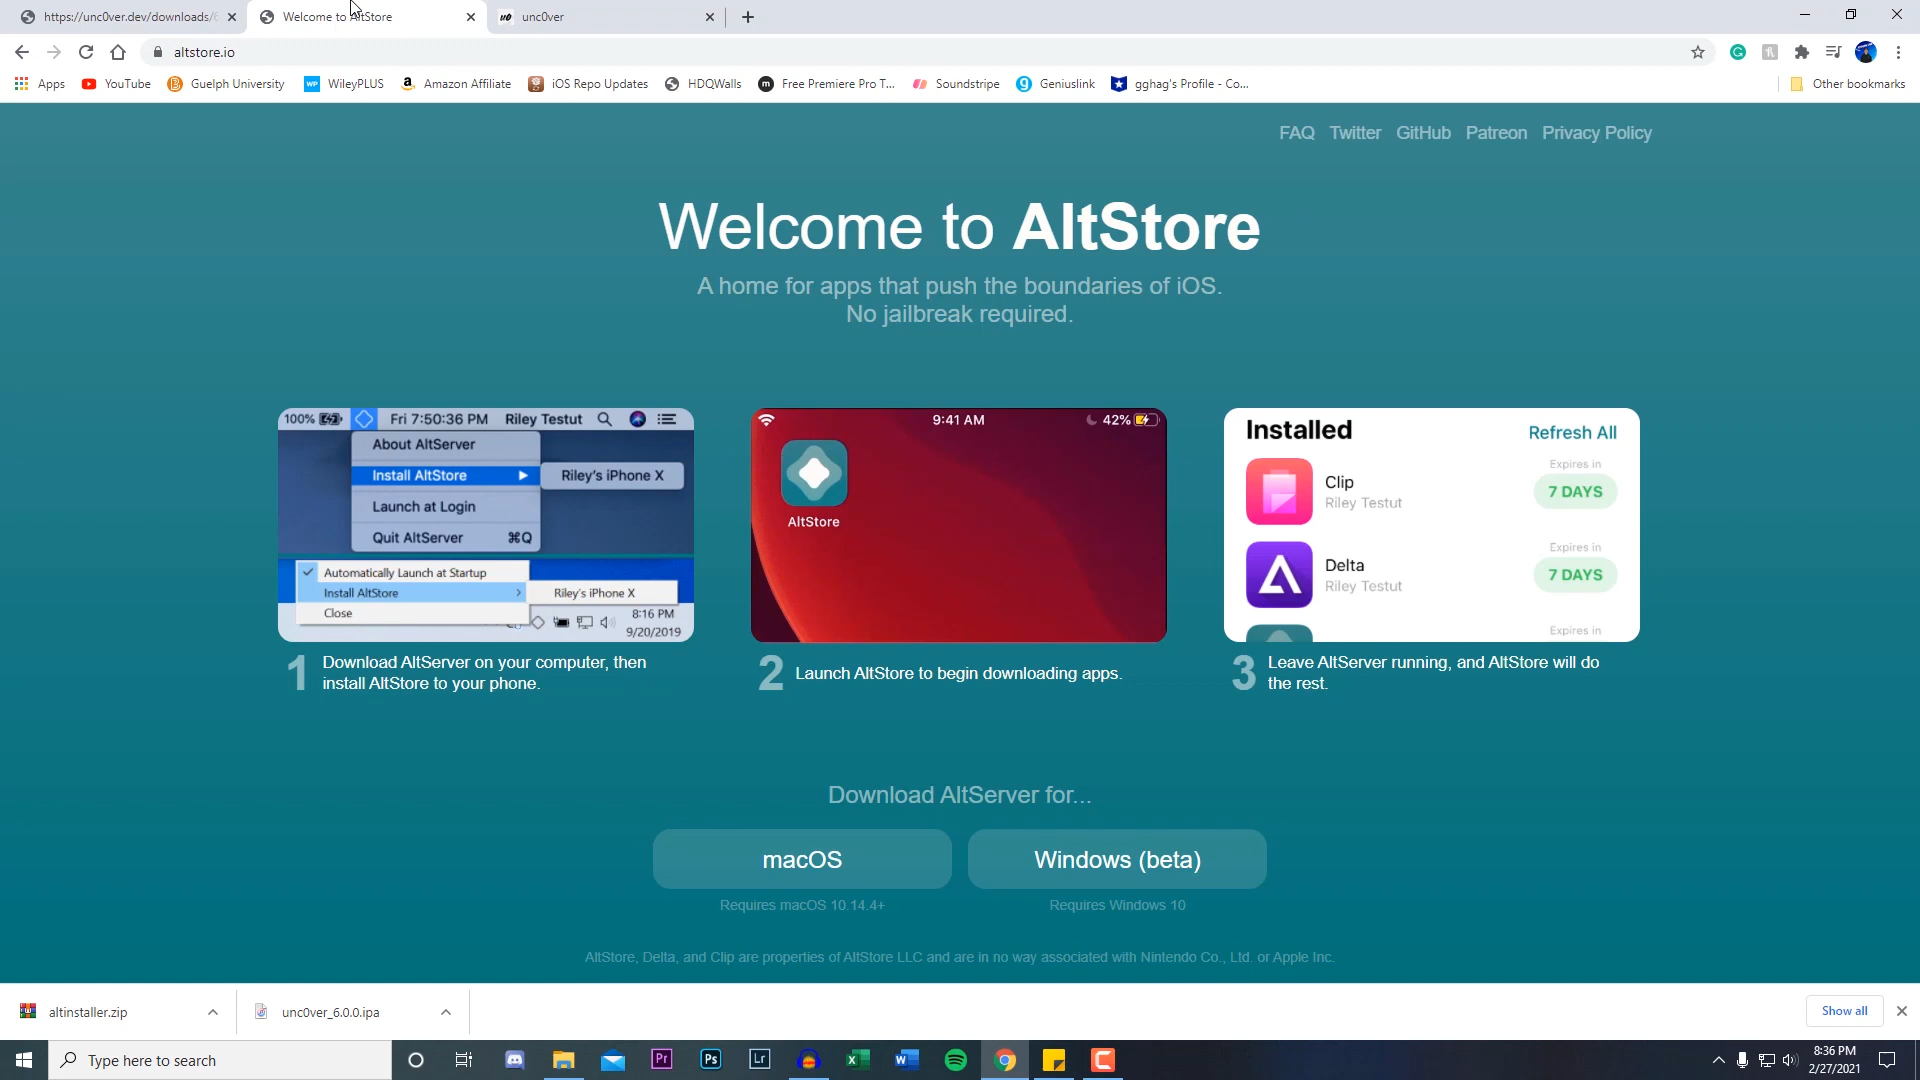 https://unc0ver.dev/downloads/6
Welcome to AltStore
unc0ver
altstore.io
Apps
YouTube
Guelph University
WileyPLUS
Amazon Affiliate
iOS Repo Updates
HDQWalls
Free Premiere Pro T...
Soundstripe
Geniuslink
gghag's Profile - Co...
Other bookmarks
FAQ Twitter GitHub Patreon Privacy Policy
Welcome to AltStore
A home for apps that push the boundaries of iOS.
No jailbreak required.
100% Fri 7:50:36 PM Riley Testut
About AltServer
Install AltStore
Riley's iPhone X
Launch at Login
Quit AltServer ⌘Q
Automatically Launch at Startup
Install AltStore
Riley's iPhone X
Close
8:16 PM
9/20/2019
1 Download AltServer on your computer, then
install AltStore to your phone.
9:41 AM
42%
AltStore
2 Launch AltStore to begin downloading apps.
Installed
Refresh All
Expires in
Clip
Riley Testut
7 DAYS
Expires in
Delta
Riley Testut
7 DAYS
Expires in
3 Leave AltServer running, and AltStore will do
the rest.
Download AltServer for...
macOS
Windows (beta)
Requires macOS 10.14.4+
Requires Windows 10
AltStore, Delta, and Clip are properties of AltStore LLC and are in no way associated with Nintendo Co., Ltd. or Apple Inc.
altinstaller.zip
unc0ver_6.0.0.ipa
Show all
Type here to search
Pr
Ps
Lr
8:36 PM
2/27/2021